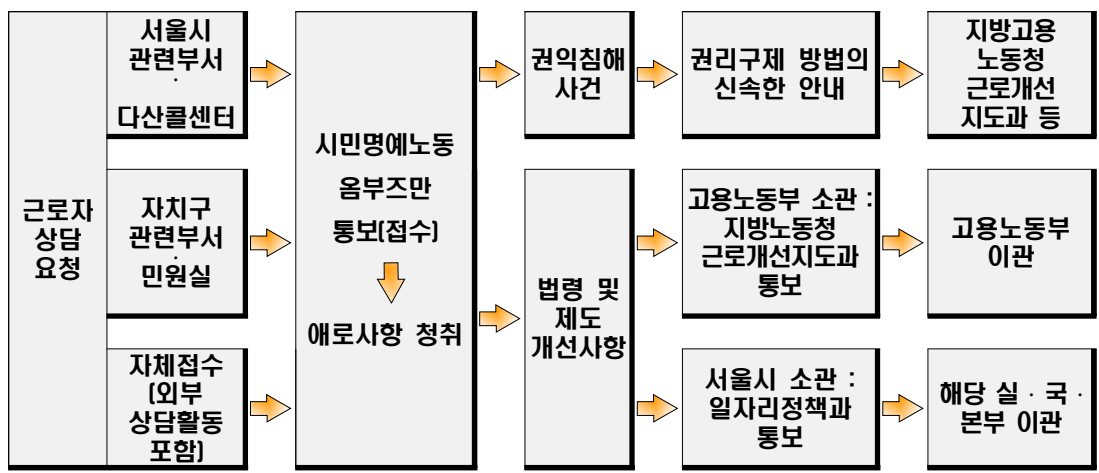 근로자
상담
요청
서울시
관련부서
·
다산콜센터
자치구
관련부서
·
민원실
자체접수
(외부
상담활동
포함)
시민명예노동
옴부즈만
통보(접수)
애로사항 청취
권익침해
사건
권리구제 방법의
신속한 안내
지방고용
노동청
근로개선
지도과 등
법령 및
제도
개선사항
고용노동부 소관 :
지방노동청
근로개선지도과
통보
고용노동부
이관
서울시 소관 :
일자리정책과
통보
해당 실 · 국 ·
본부 이관